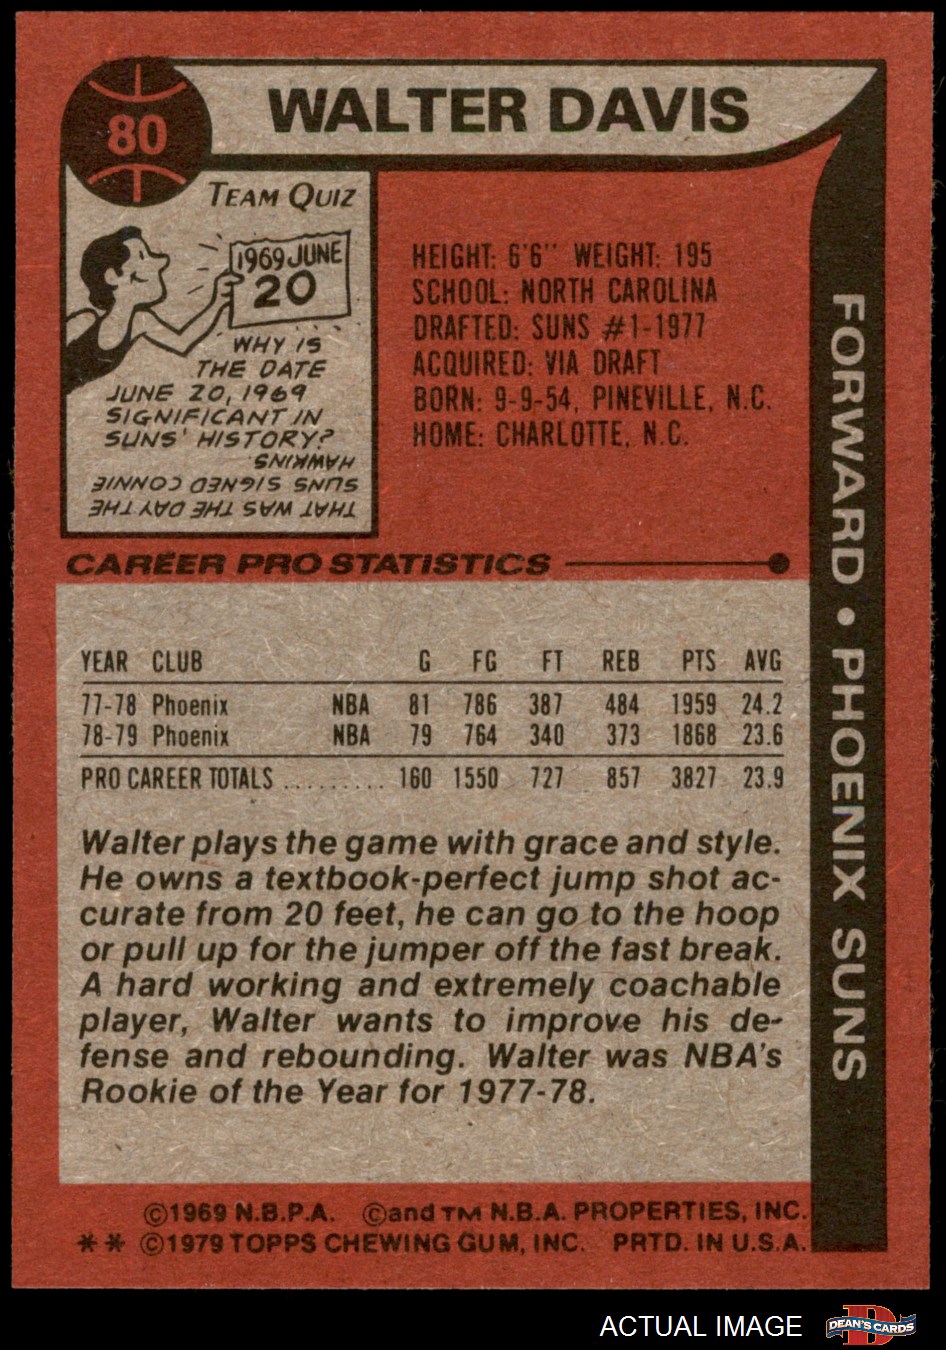 80
WALTER DAVIS
TEAM QUIZ
1969 JUNE
20
WHY IS
THE DATE
JUNE 20, 1969
SIGNIFICANT IN
SUNS' HISTORY?
THAT WAS THE DAY THE
SUNS SIGNED CONNIE
HAWKINS.
HEIGHT: 6'6" WEIGHT: 195
SCHOOL: NORTH CAROLINA
DRAFTED: SUNS #1-1977
ACQUIRED: VIA DRAFT
BORN: 9-9-54, PINEVILLE, N.C.
HOME: CHARLOTTE, N.C.
FORWARD • PHOENIX SUNS
CAREER PRO STATISTICS
YEAR CLUB G FG FT REB PTS AVG
77-78 Phoenix NBA 81 786 387 484 1959 24.2
78-79 Phoenix NBA 79 764 340 373 1868 23.6
PRO CAREER TOTALS .......... 160 1550 727 857 3827 23.9
Walter plays the game with grace and style.
He owns a textbook-perfect jump shot ac-
curate from 20 feet, he can go to the hoop
or pull up for the jumper off the fast break.
A hard working and extremely coachable
player, Walter wants to improve his de-
fense and rebounding. Walter was NBA's
Rookie of the Year for 1977-78.
©1969 N.B.P.A. ©and TM N.B.A. PROPERTIES, INC.
** ©1979 TOPPS CHEWING GUM, INC. PRTD. IN U.S.A.
ACTUAL IMAGE
D
DEAN'S CARDS